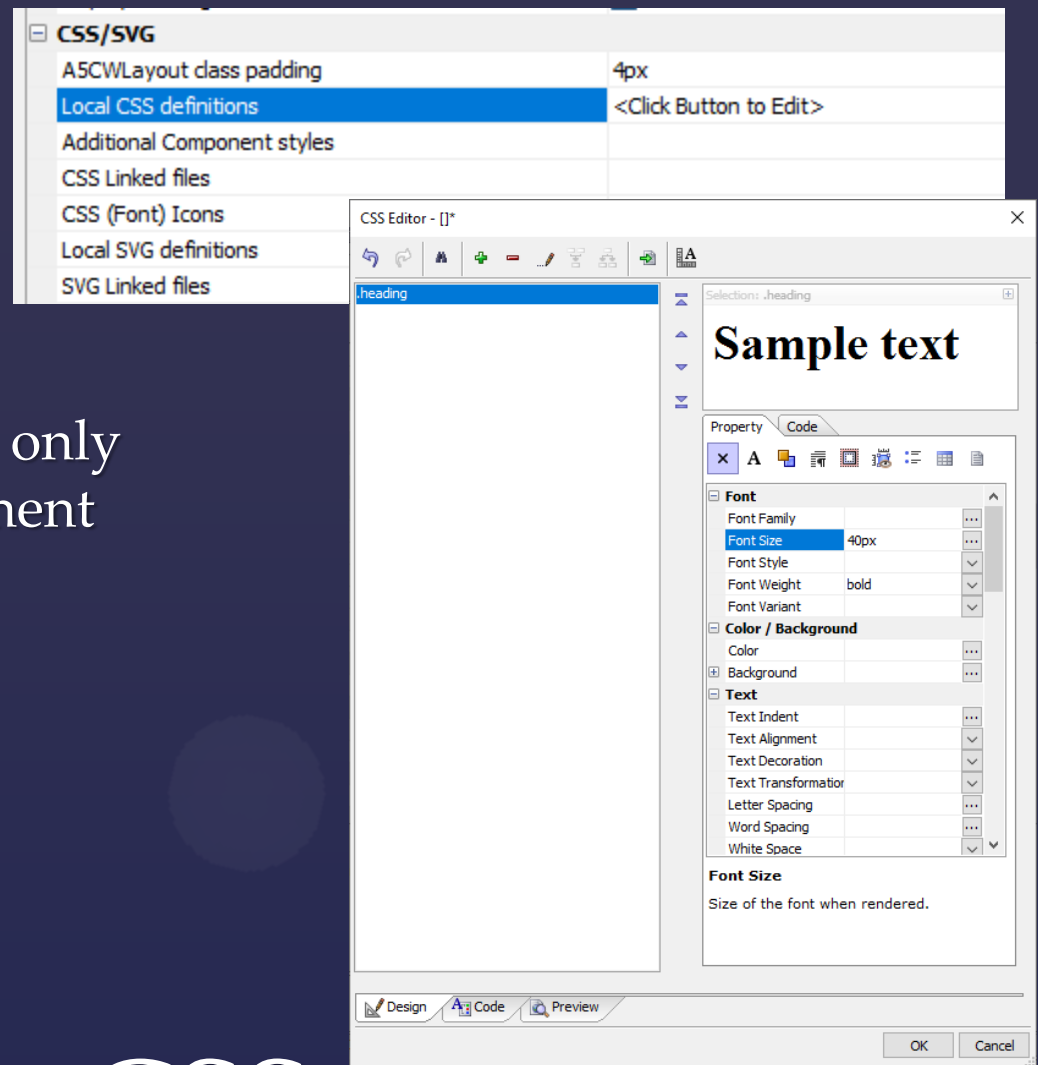 CSS/SVG
A5CWLayout class padding 4px
Local CSS definitions <Click Button to Edit>
Additional Component styles
CSS Linked files
CSS (Font) Icons
Local SVG definitions
SVG Linked files
only
nent
CSS Editor - []*
.heading
Selection: .heading
Sample text
Property Code
Font
Font Family
Font Size 40px
Font Style
Font Weight bold
Font Variant
Color / Background
Color
Background
Text
Text Indent
Text Alignment
Text Decoration
Text Transformation
Letter Spacing
Word Spacing
White Space
Font Size
Size of the font when rendered.
Design Code Preview
OK Cancel